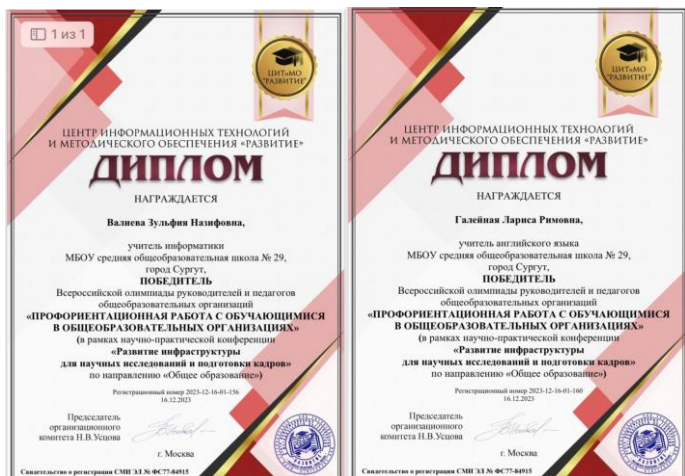 1 из 1
ЦИТиМО
"РАЗВИТИЕ"
ЦЕНТР ИНФОРМАЦИОННЫХ ТЕХНОЛОГИЙ
И МЕТОДИЧЕСКОГО ОБЕСПЕЧЕНИЯ «РАЗВИТИЕ»
ДИПЛОМ
НАГРАЖДАЕТСЯ
Валиева Зульфия Назифовна,
учитель информатики
МБОУ средняя общеобразовательная школа № 29,
город Сургут,
ПОБЕДИТЕЛЬ
Всероссийской олимпиады руководителей и педагогов
общеобразовательных организаций
«ПРОФОРИЕНТАЦИОННАЯ РАБОТА С ОБУЧАЮЩИМИСЯ
В ОБЩЕОБРАЗОВАТЕЛЬНЫХ ОРГАНИЗАЦИЯХ»
(в рамках научно-практической конференции
«Развитие инфраструктуры
для научных исследований и подготовки кадров»
по направлению «Общее образование»)
Регистрационный номер 2023-12-16-01-156
16.12.2023
Председатель
организационного
комитета Н.В.Усцова
г. Москва
Свидетельство о регистрации СМИ ЭЛ № ФС77-84915
ЦИТиМО
"РАЗВИТИЕ"
ЦЕНТР ИНФОРМАЦИОННЫХ ТЕХНОЛОГИЙ
И МЕТОДИЧЕСКОГО ОБЕСПЕЧЕНИЯ «РАЗВИТИЕ»
ДИПЛОМ
НАГРАЖДАЕТСЯ
Галейная Лариса Римовна,
учитель английского языка
МБОУ средняя общеобразовательная школа № 29,
город Сургут,
ПОБЕДИТЕЛЬ
Всероссийской олимпиады руководителей и педагогов
общеобразовательных организаций
«ПРОФОРИЕНТАЦИОННАЯ РАБОТА С ОБУЧАЮЩИМИСЯ
В ОБЩЕОБРАЗОВАТЕЛЬНЫХ ОРГАНИЗАЦИЯХ»
(в рамках научно-практической конференции
«Развитие инфраструктуры
для научных исследований и подготовки кадров»
по направлению «Общее образование»)
Регистрационный номер 2023-12-16-01-160
16.12.2023
Председатель
организационного
комитета Н.В.Усцова
г. Москва
Свидетельство о регистрации СМИ ЭЛ № ФС77-84915